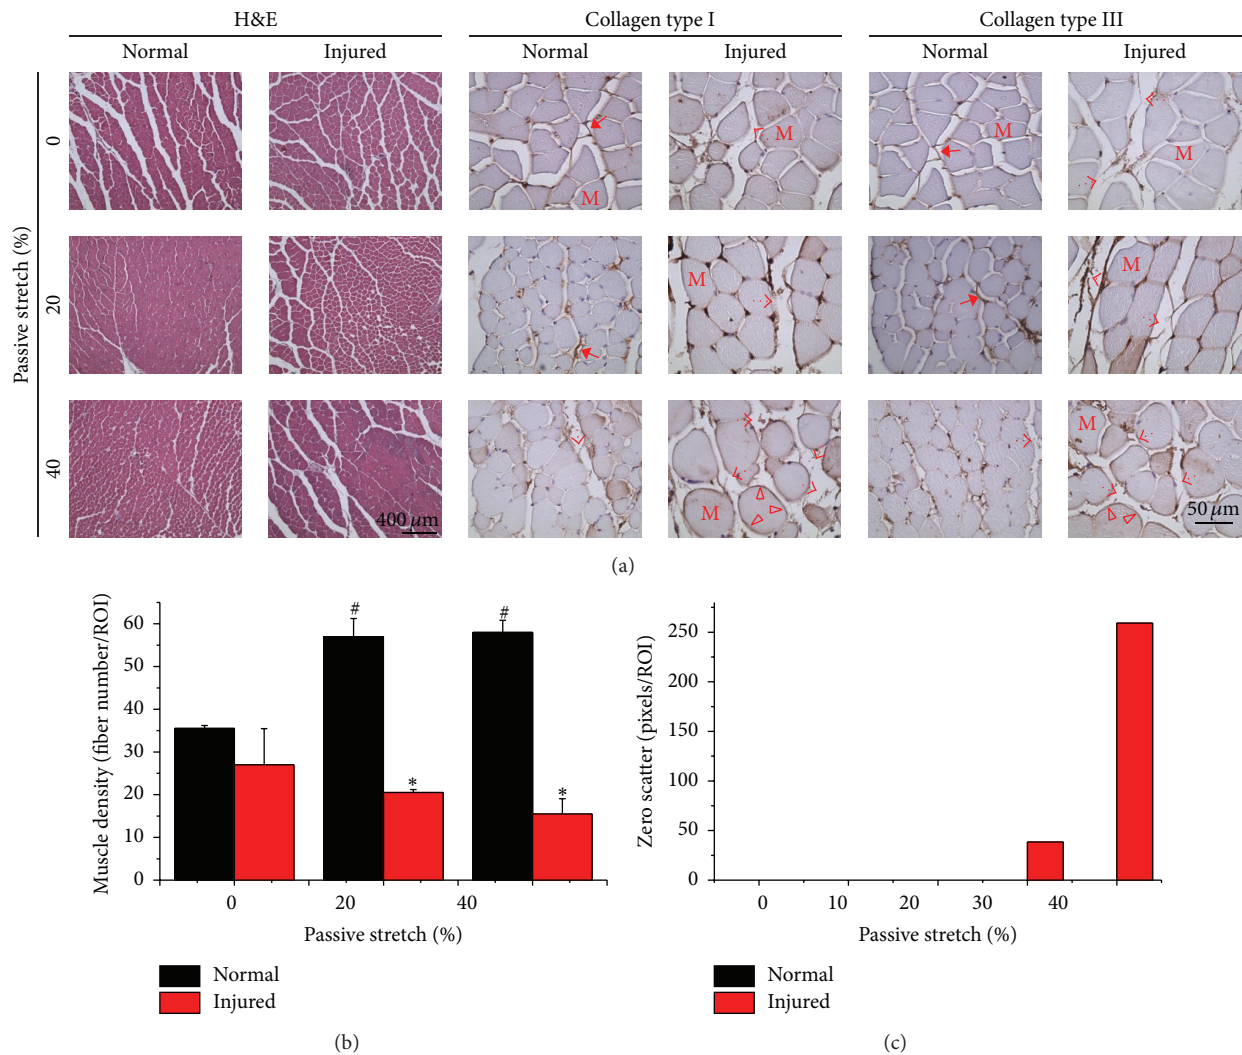 H&E Collagen type I Collagen type III
Normal Injured Normal Injured Normal Injured
Passive stretch (%)
0
M
M
M
M
20
M
M
40
M
M
400 µm
50 µm
(a)
Muscle density (fiber number/ROI)
60
50
40
30
20
10
0
#
#
*
*
0 20 40
Passive stretch (%)
Normal
Injured
(b)
Zero scatter (pixels/ROI)
250
200
150
100
50
0
0 10 20 30 40
Passive stretch (%)
Normal
Injured
(c)